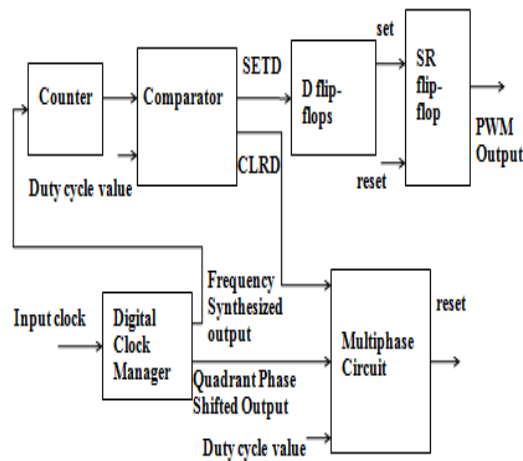 set
SR
flip-
flop
SETD
D flip-
flops
Counter
Comparator
PWM
Output
CLRD
reset
Duty cycle value
Frequency
Synthesized
output
reset
Input clock
Digital
Clock
Manager
Multiphase
Circuit
Quadrant Phase
Shifted Output
Duty cycle value